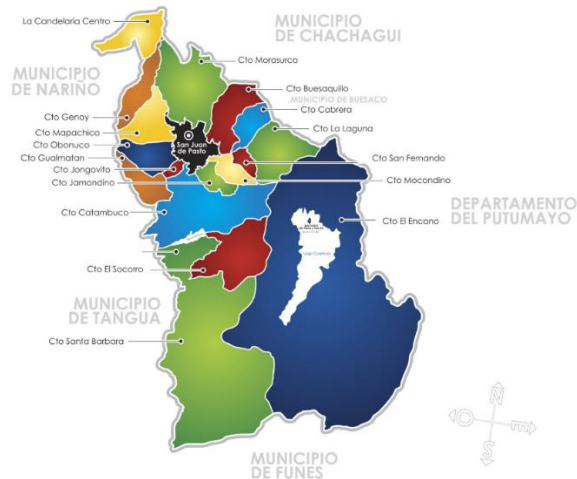 La Candelaria Centro
MUNICIPIO
DE CHACHAGUI
Cto Morasurco
MUNICIPIO
DE NARIÑO
Cto Buesaquillo
MUNICIPIO DE BUESACO
Cto Cabrera
Cto Genoy
Cto La Laguna
Cto Mapachico
Cto Obonuco
San Juan
de Pasto
Cto Gualmatan
Cto San Fernando
Cto Jongovito
Cto Mocondino
Cto Jamondino
DEPARTAMENTO
DEL PUTUMAYO
Cto Catambuco
Cto El Encano
Cto El Socorro
MUNICIPIO
DE TANGUA
Cto Santa Barbara
MUNICIPIO
DE FUNES
N
O
E
S